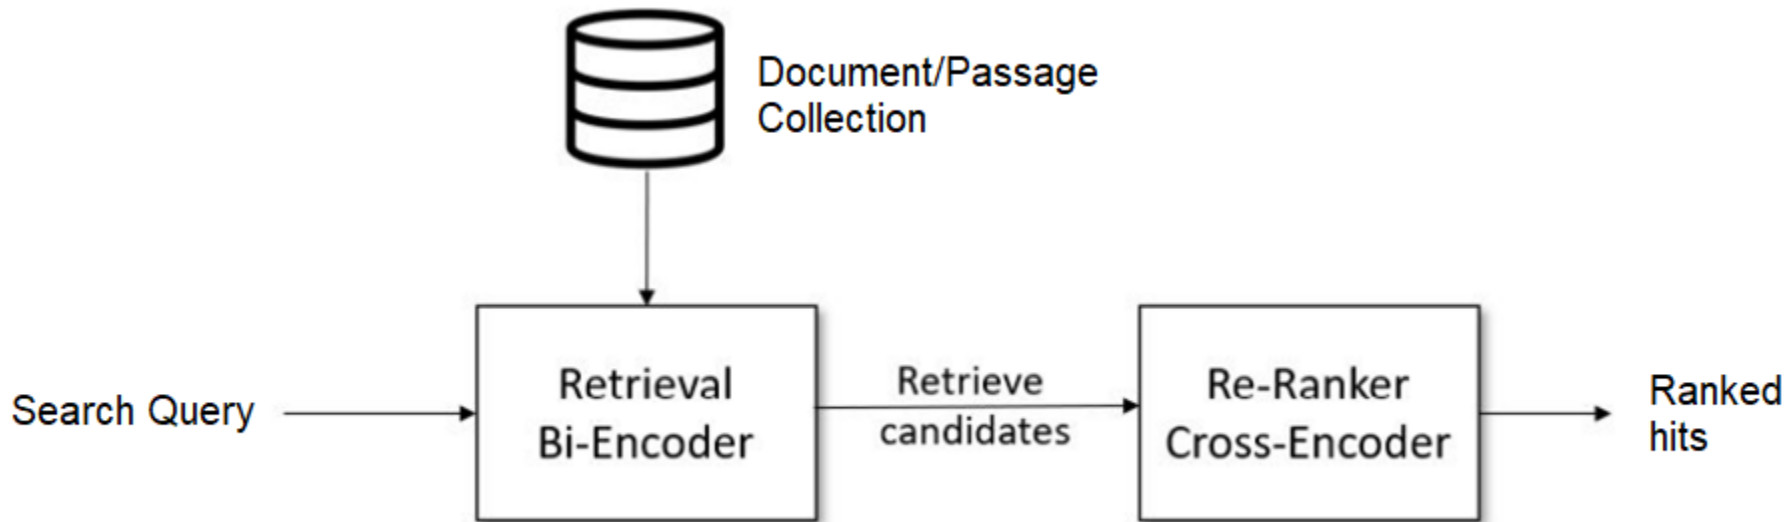 Document/Passage
Collection
Search Query
Retrieval
Bi-Encoder
Retrieve
candidates
Re-Ranker
Cross-Encoder
Ranked
hits